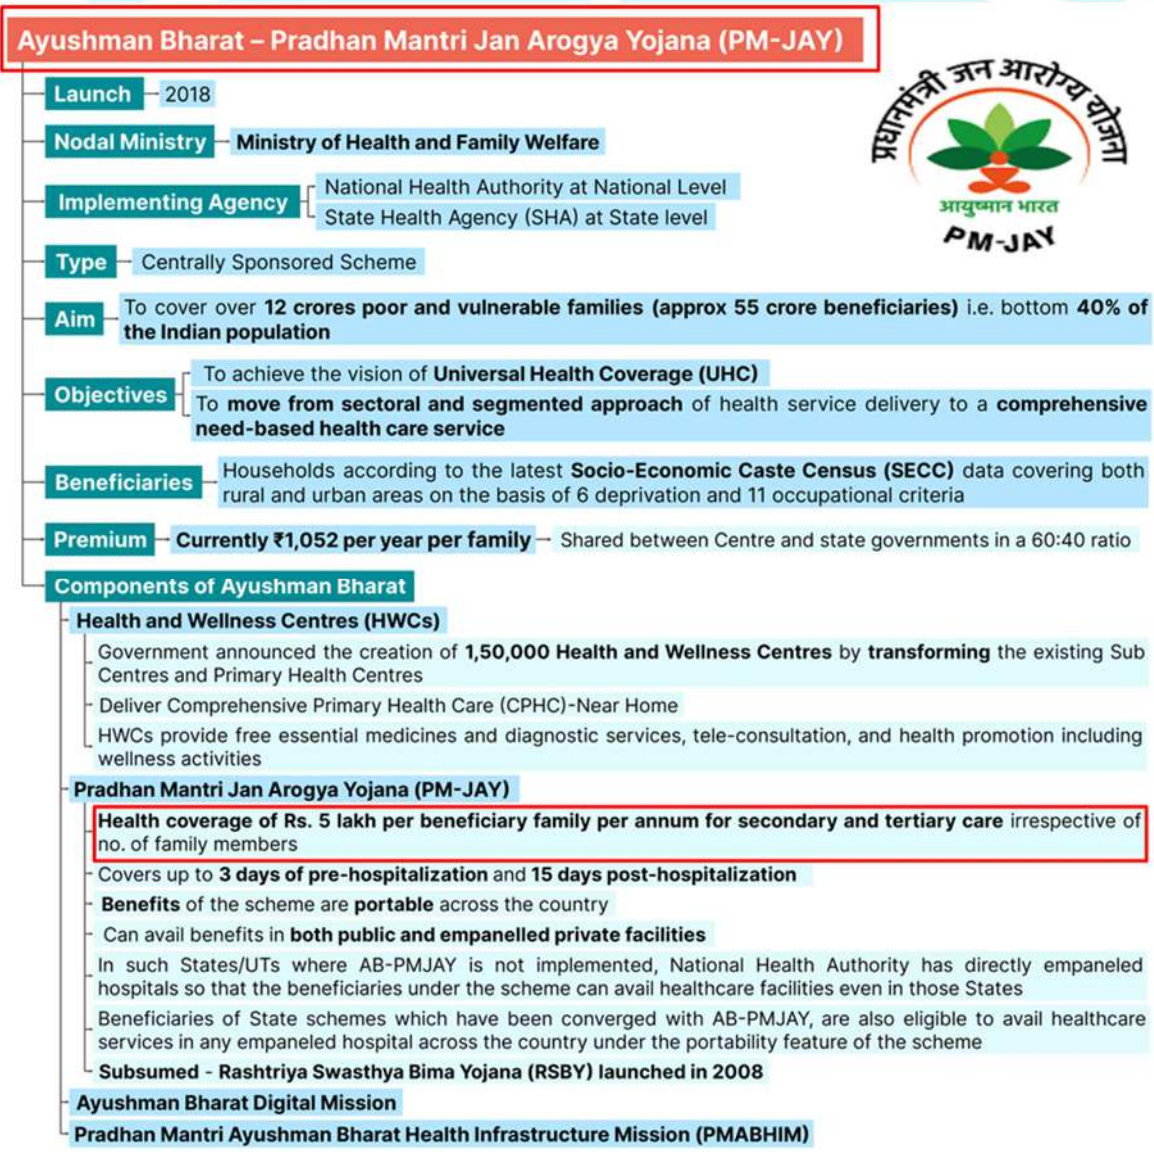 Ayushman Bharat – Pradhan Mantri Jan Arogya Yojana (PM-JAY)
प्रधानमंत्री जन आरोग्य योजना
आयुष्मान भारत
PM-JAY
Launch
2018
Nodal Ministry
Ministry of Health and Family Welfare
Implementing Agency
National Health Authority at National Level
State Health Agency (SHA) at State level
Type
Centrally Sponsored Scheme
Aim
To cover over 12 crores poor and vulnerable families (approx 55 crore beneficiaries) i.e. bottom 40% of
the Indian population
Objectives
To achieve the vision of Universal Health Coverage (UHC)
To move from sectoral and segmented approach of health service delivery to a comprehensive
need-based health care service
Beneficiaries
Households according to the latest Socio-Economic Caste Census (SECC) data covering both
rural and urban areas on the basis of 6 deprivation and 11 occupational criteria
Premium
Currently ₹1,052 per year per family
Shared between Centre and state governments in a 60:40 ratio
Components of Ayushman Bharat
Health and Wellness Centres (HWCs)
Government announced the creation of 1,50,000 Health and Wellness Centres by transforming the existing Sub
Centres and Primary Health Centres
Deliver Comprehensive Primary Health Care (CPHC)-Near Home
HWCs provide free essential medicines and diagnostic services, tele-consultation, and health promotion including
wellness activities
Pradhan Mantri Jan Arogya Yojana (PM-JAY)
Health coverage of Rs. 5 lakh per beneficiary family per annum for secondary and tertiary care irrespective of
no. of family members
Covers up to 3 days of pre-hospitalization and 15 days post-hospitalization
Benefits of the scheme are portable across the country
Can avail benefits in both public and empanelled private facilities
In such States/UTs where AB-PMJAY is not implemented, National Health Authority has directly empaneled
hospitals so that the beneficiaries under the scheme can avail healthcare facilities even in those States
Beneficiaries of State schemes which have been converged with AB-PMJAY, are also eligible to avail healthcare
services in any empaneled hospital across the country under the portability feature of the scheme
Subsumed - Rashtriya Swasthya Bima Yojana (RSBY) launched in 2008
Ayushman Bharat Digital Mission
Pradhan Mantri Ayushman Bharat Health Infrastructure Mission (PMABHIM)